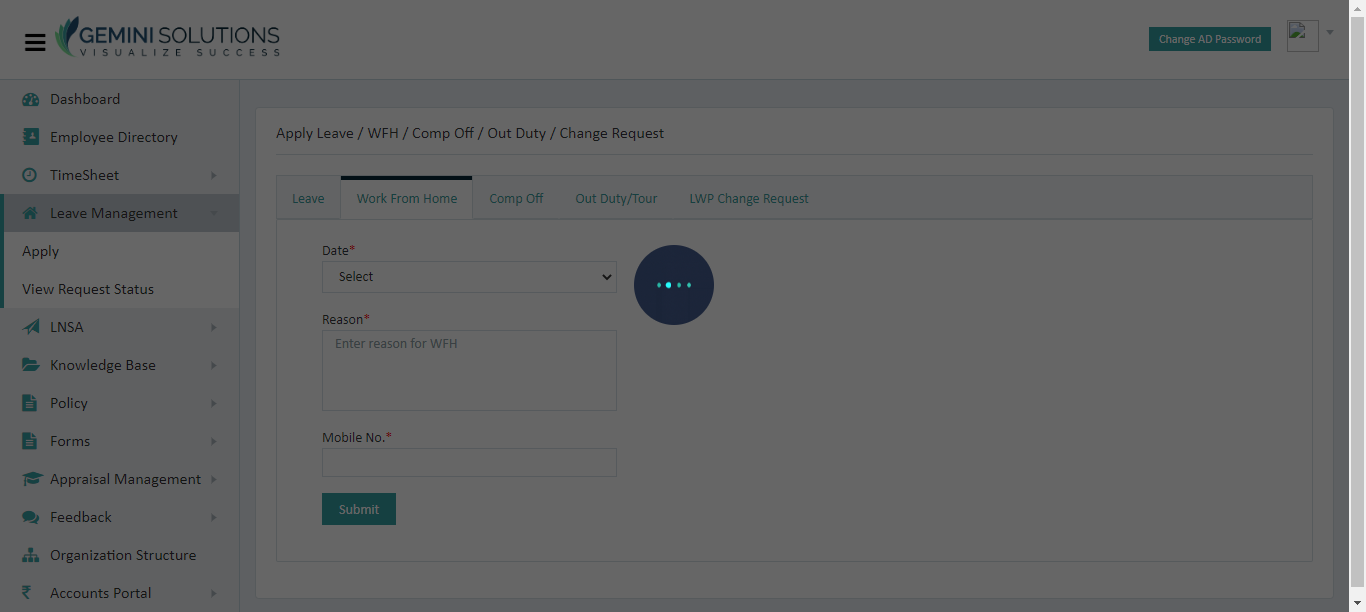 GEMINI SOLUTIONS
VISUALIZE SUCCESS
Change AD Password
Dashboard
Employee Directory
TimeSheet
Leave Management
Apply
View Request Status
LNSA
Knowledge Base
Policy
Forms
Appraisal Management
Feedback
Organization Structure
Accounts Portal
Apply Leave / WFH / Comp Off / Out Duty / Change Request
Leave Work From Home Comp Off Out Duty/Tour LWP Change Request
Date*
Select
Reason*
Enter reason for WFH
Mobile No.*
Submit